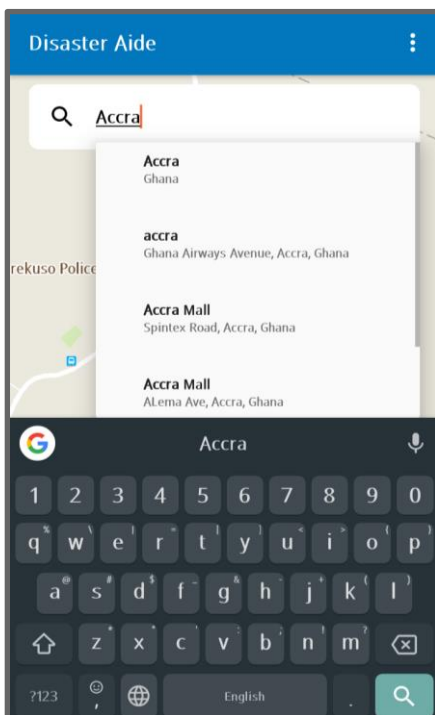 Disaster Aide
Accra
Accra
Ghana
accra
Ghana Airways Avenue, Accra, Ghana
rekuso Police
Accra Mall
Spintex Road, Accra, Ghana
Accra Mall
ALema Ave, Accra, Ghana
G Accra
1 2 3 4 5 6 7 8 9 0
q w e r t y u i o p
a s d f g h j k l
z x c v b n m
?123 , English .